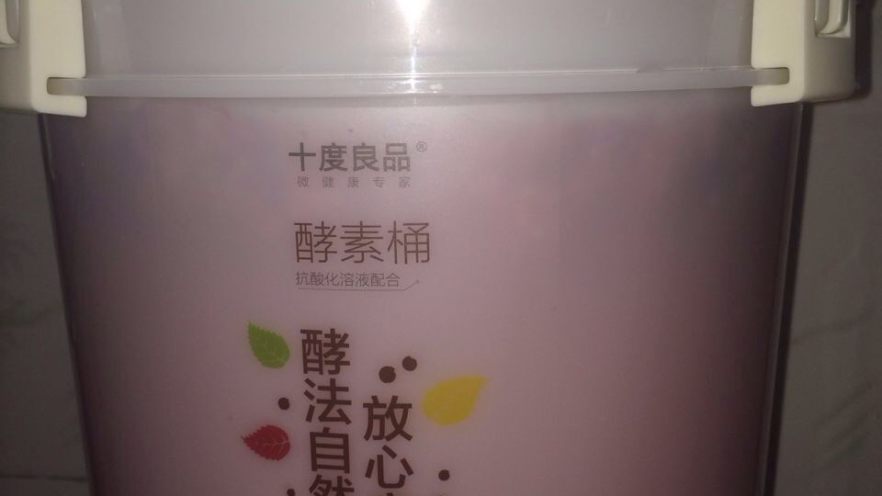 十度良品®
微健康专家
酵素桶
抗酸化溶液配合
酵法自然
放心